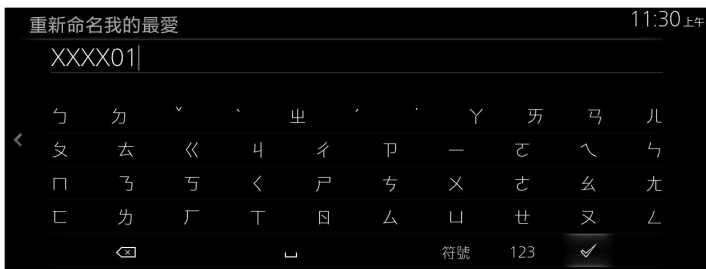 重新命名我的最愛 11:30上午
XXXX01
ㄅ ㄉ ˇ ˋ ㄓ ˊ ˙ ㄚ ㄞ ㄢ ㄦ
ㄆ ㄊ ㄍ ㄐ ㄔ ㄗ ㄧ ㄛ ㄟ ㄣ
ㄇ ㄋ ㄎ ㄑ ㄕ ㄘ ㄨ ㄜ ㄠ ㄤ
ㄈ ㄌ ㄏ ㄒ ㄖ ㄙ ㄩ ㄝ ㄡ ㄥ
符號 123